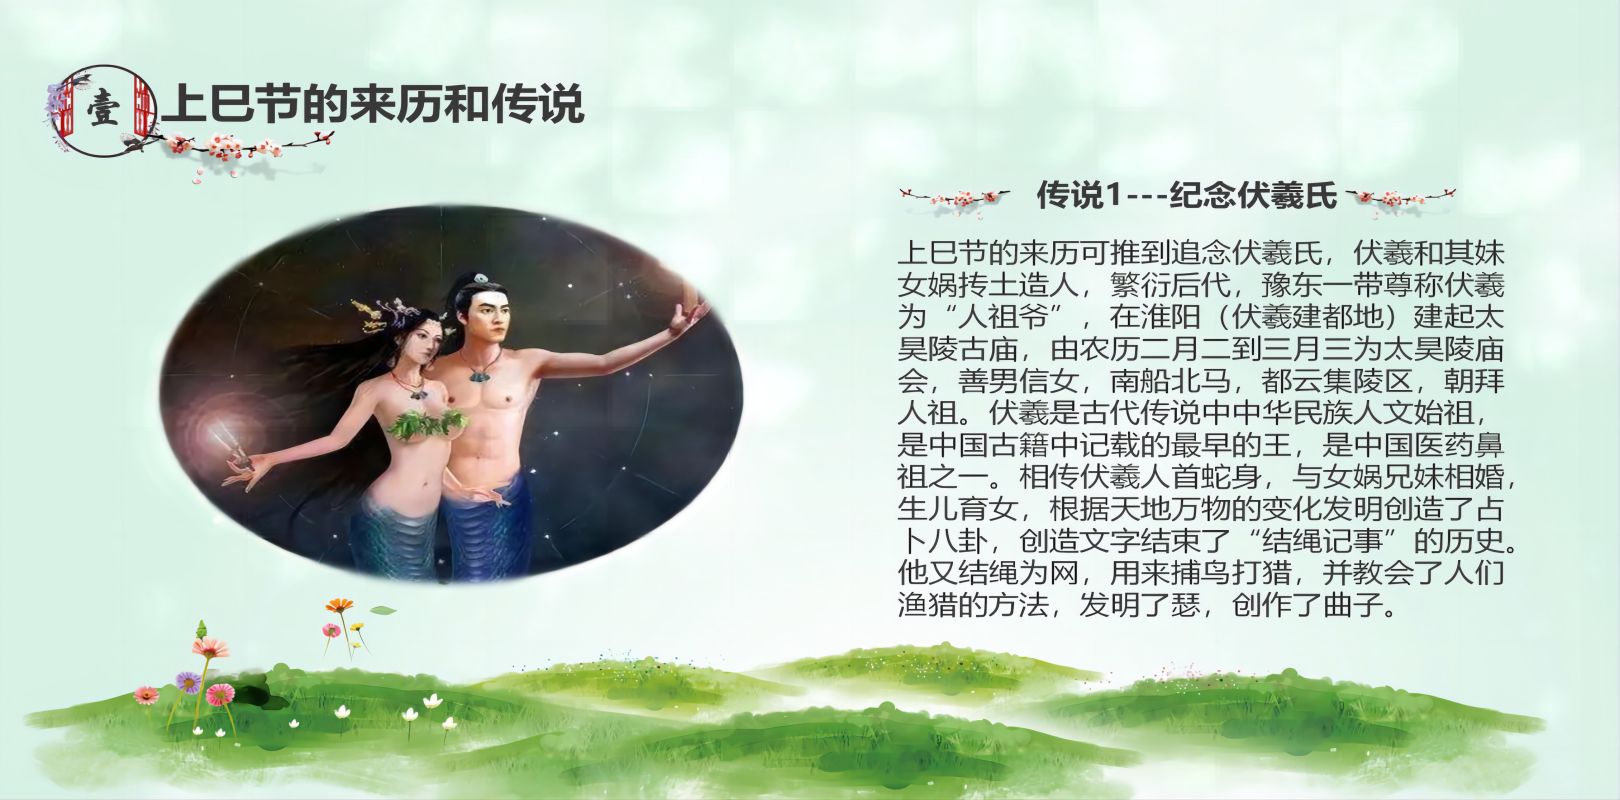 壹
上巳节的来历和传说
传说1---纪念伏羲氏
上巳节的来历可推到追念伏羲氏，伏羲和其妹
女娲抟土造人，繁衍后代，豫东一带尊称伏羲
为“人祖爷”，在淮阳（伏羲建都地）建起太
昊陵古庙，由农历二月二到三月三为太昊陵庙
会，善男信女，南船北马，都云集陵区，朝拜
人祖。伏羲是古代传说中中华民族人文始祖，
是中国古籍中记载的最早的王，是中国医药鼻
祖之一。相传伏羲人首蛇身，与女娲兄妹相婚，
生儿育女，根据天地万物的变化发明创造了占
卜八卦，创造文字结束了“结绳记事”的历史。
他又结绳为网，用来捕鸟打猎，并教会了人们
渔猎的方法，发明了瑟，创作了曲子。